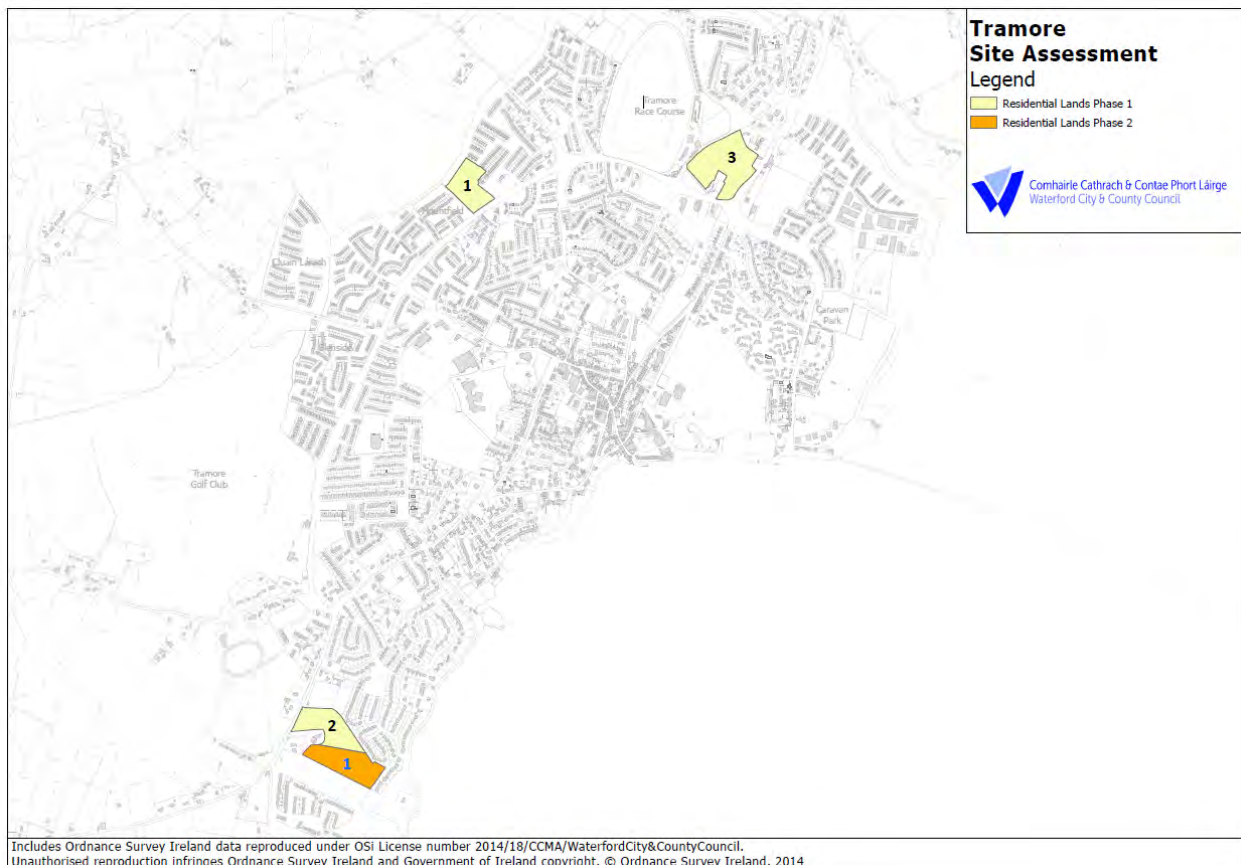 Tramore
Site Assessment
Legend
Residential Lands Phase 1
Residential Lands Phase 2
Comhairle Cathrach & Contae Phort Láirge
Waterford City & County Council
Tramore
Race Course
3
1
Cluain Larach
Glenside
Caravan
Park
Tramore
Golf Club
2
1
Includes Ordnance Survey Ireland data reproduced under OSi License number 2014/18/CCMA/WaterfordCity&CountyCouncil.
Unauthorised reproduction infringes Ordnance Survey Ireland and Government of Ireland copyright. © Ordnance Survey Ireland, 2014